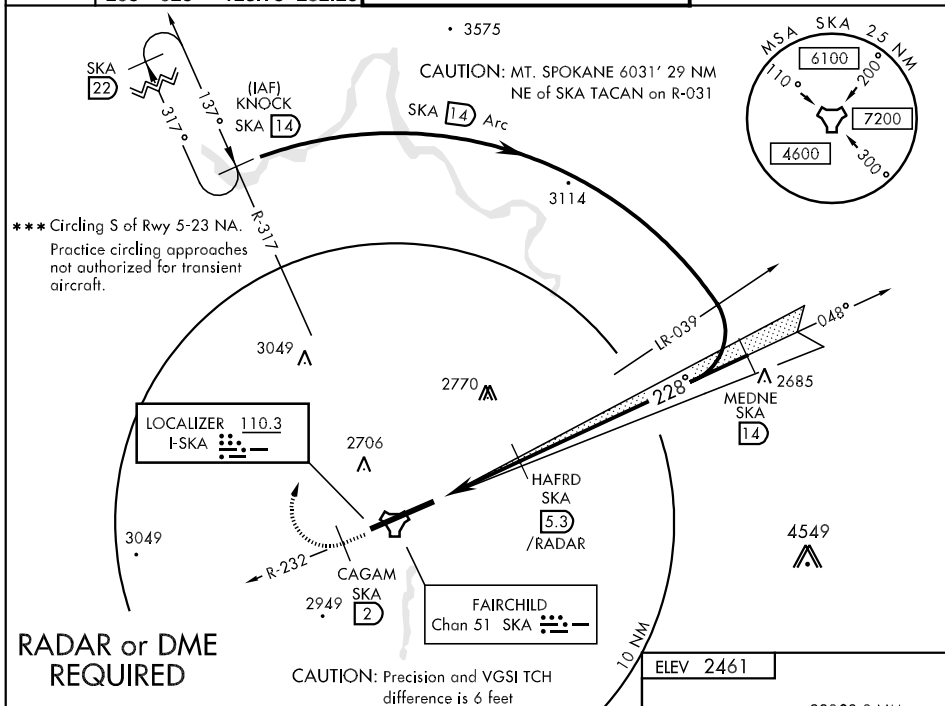 3575
MSA SKA 25 NM
6100
110°
200°
7200
4600
300°
CAUTION: MT. SPOKANE 6031' 29 NM
NE of SKA TACAN on R-031
SKA
22
137°
317°
(IAF)
KNOCK
SKA 14
SKA 14 Arc
3114
R-317
*** Circling S of Rwy 5-23 NA.
Practice circling approaches
not authorized for transient
aircraft.
LR-039
048°
3049
2770
228°
2685
MEDNE
SKA
14
LOCALIZER 110.3
I-SKA
2706
HAFRD
SKA
5.3
/RADAR
3049
4549
R-232
CAGAM
SKA
2
2949
FAIRCHILD
Chan 51 SKA
10 NM
RADAR or DME
REQUIRED
CAUTION: Precision and VGSI TCH
difference is 6 feet
ELEV 2461